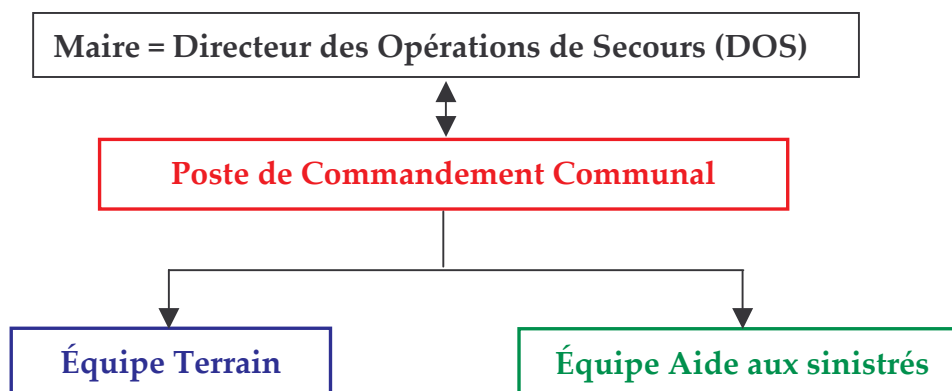 Maire = Directeur des Opérations de Secours (DOS)
Poste de Commandement Communal
Équipe Terrain
Équipe Aide aux sinistrés